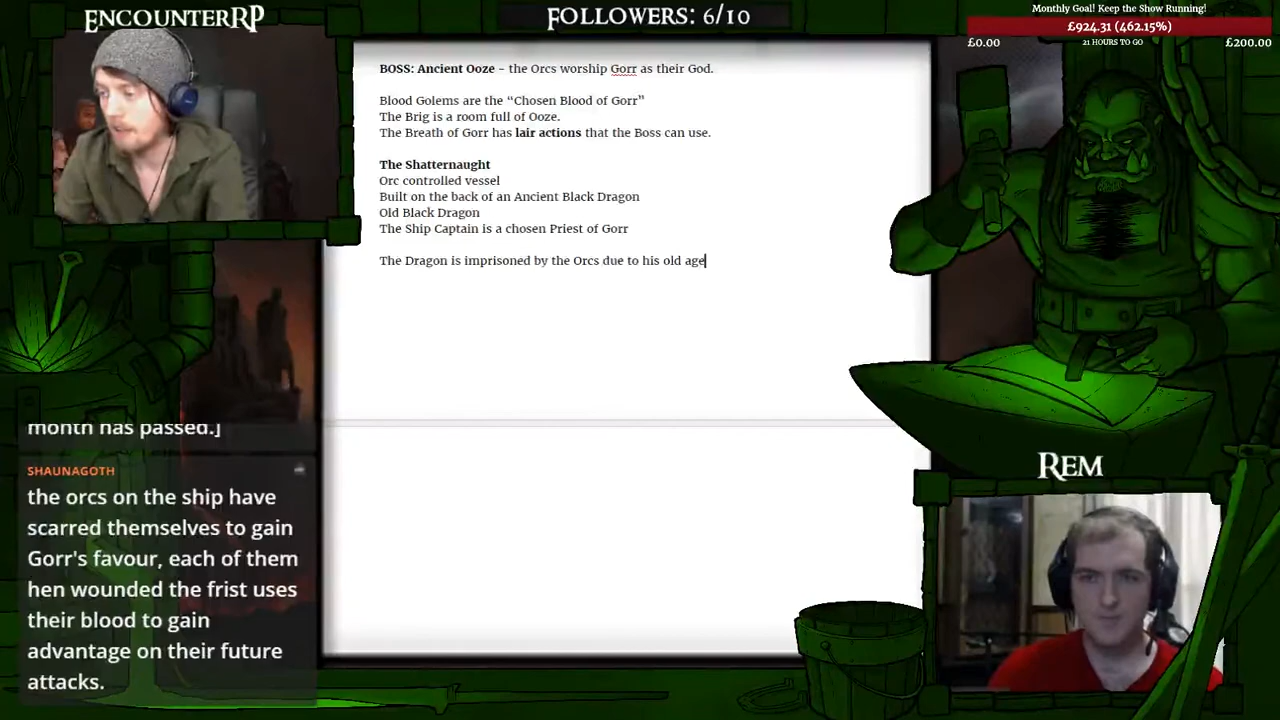 ENCOUNTERRP
FOLLOWERS: 6/10
Monthly Goal! Keep the Show Running!
£924.31 (462.15%)
£0.00
21 HOURS TO GO
£200.00
BOSS: Ancient Ooze - the Orcs worship Gorr as their God.
Blood Golems are the “Chosen Blood of Gorr”
The Brig is a room full of Ooze.
The Breath of Gorr has lair actions that the Boss can use.
The Shatternaught
Orc controlled vessel
Built on the back of an Ancient Black Dragon
Old Black Dragon
The Ship Captain is a chosen Priest of Gorr
The Dragon is imprisoned by the Orcs due to his old age
month has passed.]
SHAUNAGOTH
the orcs on the ship have
scarred themselves to gain
Gorr's favour, each of them
hen wounded the frist uses
their blood to gain
advantage on their future
attacks.
REM